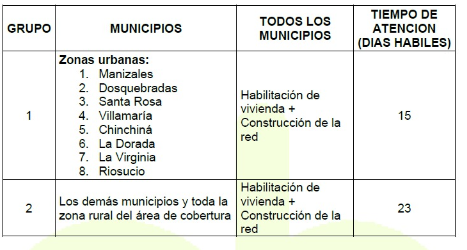 GRUPO
MUNICIPIOS
TODOS LOS
MUNICIPIOS
TIEMPO DE
ATENCION
(DIAS HABILES)
1
Zonas urbanas:
1. Manizales
2. Dosquebradas
3. Santa Rosa
4. Villamaría
5. Chinchiná
6. La Dorada
7. La Virginia
8. Riosucio
Habilitación de
vivienda +
Construcción de la
red
15
2
Los demás municipios y toda la
zona rural del área de cobertura
Habilitación de
vivienda +
Construcción de la
red
23